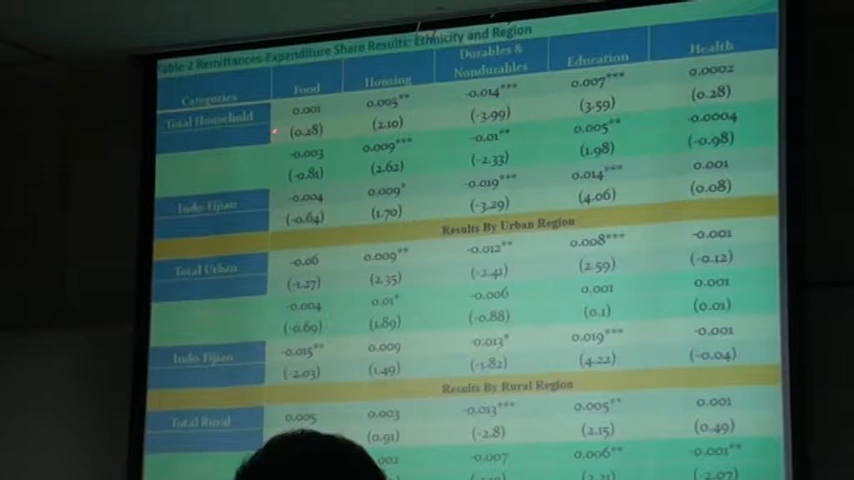 Table 2 Remittances-Expenditure Share Results: Ethnicity and Region
Categories Food Housing Durables & Nondurables Education Health
Total Household 0.001 0.005** -0.014*** 0.007*** 0.0002
(0.28) (2.10) (-3.99) (3.59) (0.28)
-0.003 0.009*** -0.01** 0.005** -0.0004
(-0.81) (2.62) (-2.33) (1.98) (-0.98)
Indo-Fijian -0.004 0.009* -0.019*** 0.014*** 0.001
(-0.64) (1.70) (-3.29) (4.06) (0.08)
Results By Urban Region
Total Urban -0.06 0.009** -0.012** 0.008*** -0.001
(-1.27) (2.35) (-2.41) (2.59) (-0.12)
-0.004 0.01* -0.006 0.001 0.001
(-0.69) (1.89) (-0.88) (0.1) (0.01)
Indo-Fijian -0.015** 0.009 -0.013* 0.019*** -0.001
(-2.03) (1.49) (-1.82) (4.22) (-0.04)
Results By Rural Region
Total Rural 0.005 0.003 -0.013*** 0.005** 0.001
(0.91) (-2.8) (2.15) (0.49)
002 -0.007 0.006** -0.001**
(-2.07)